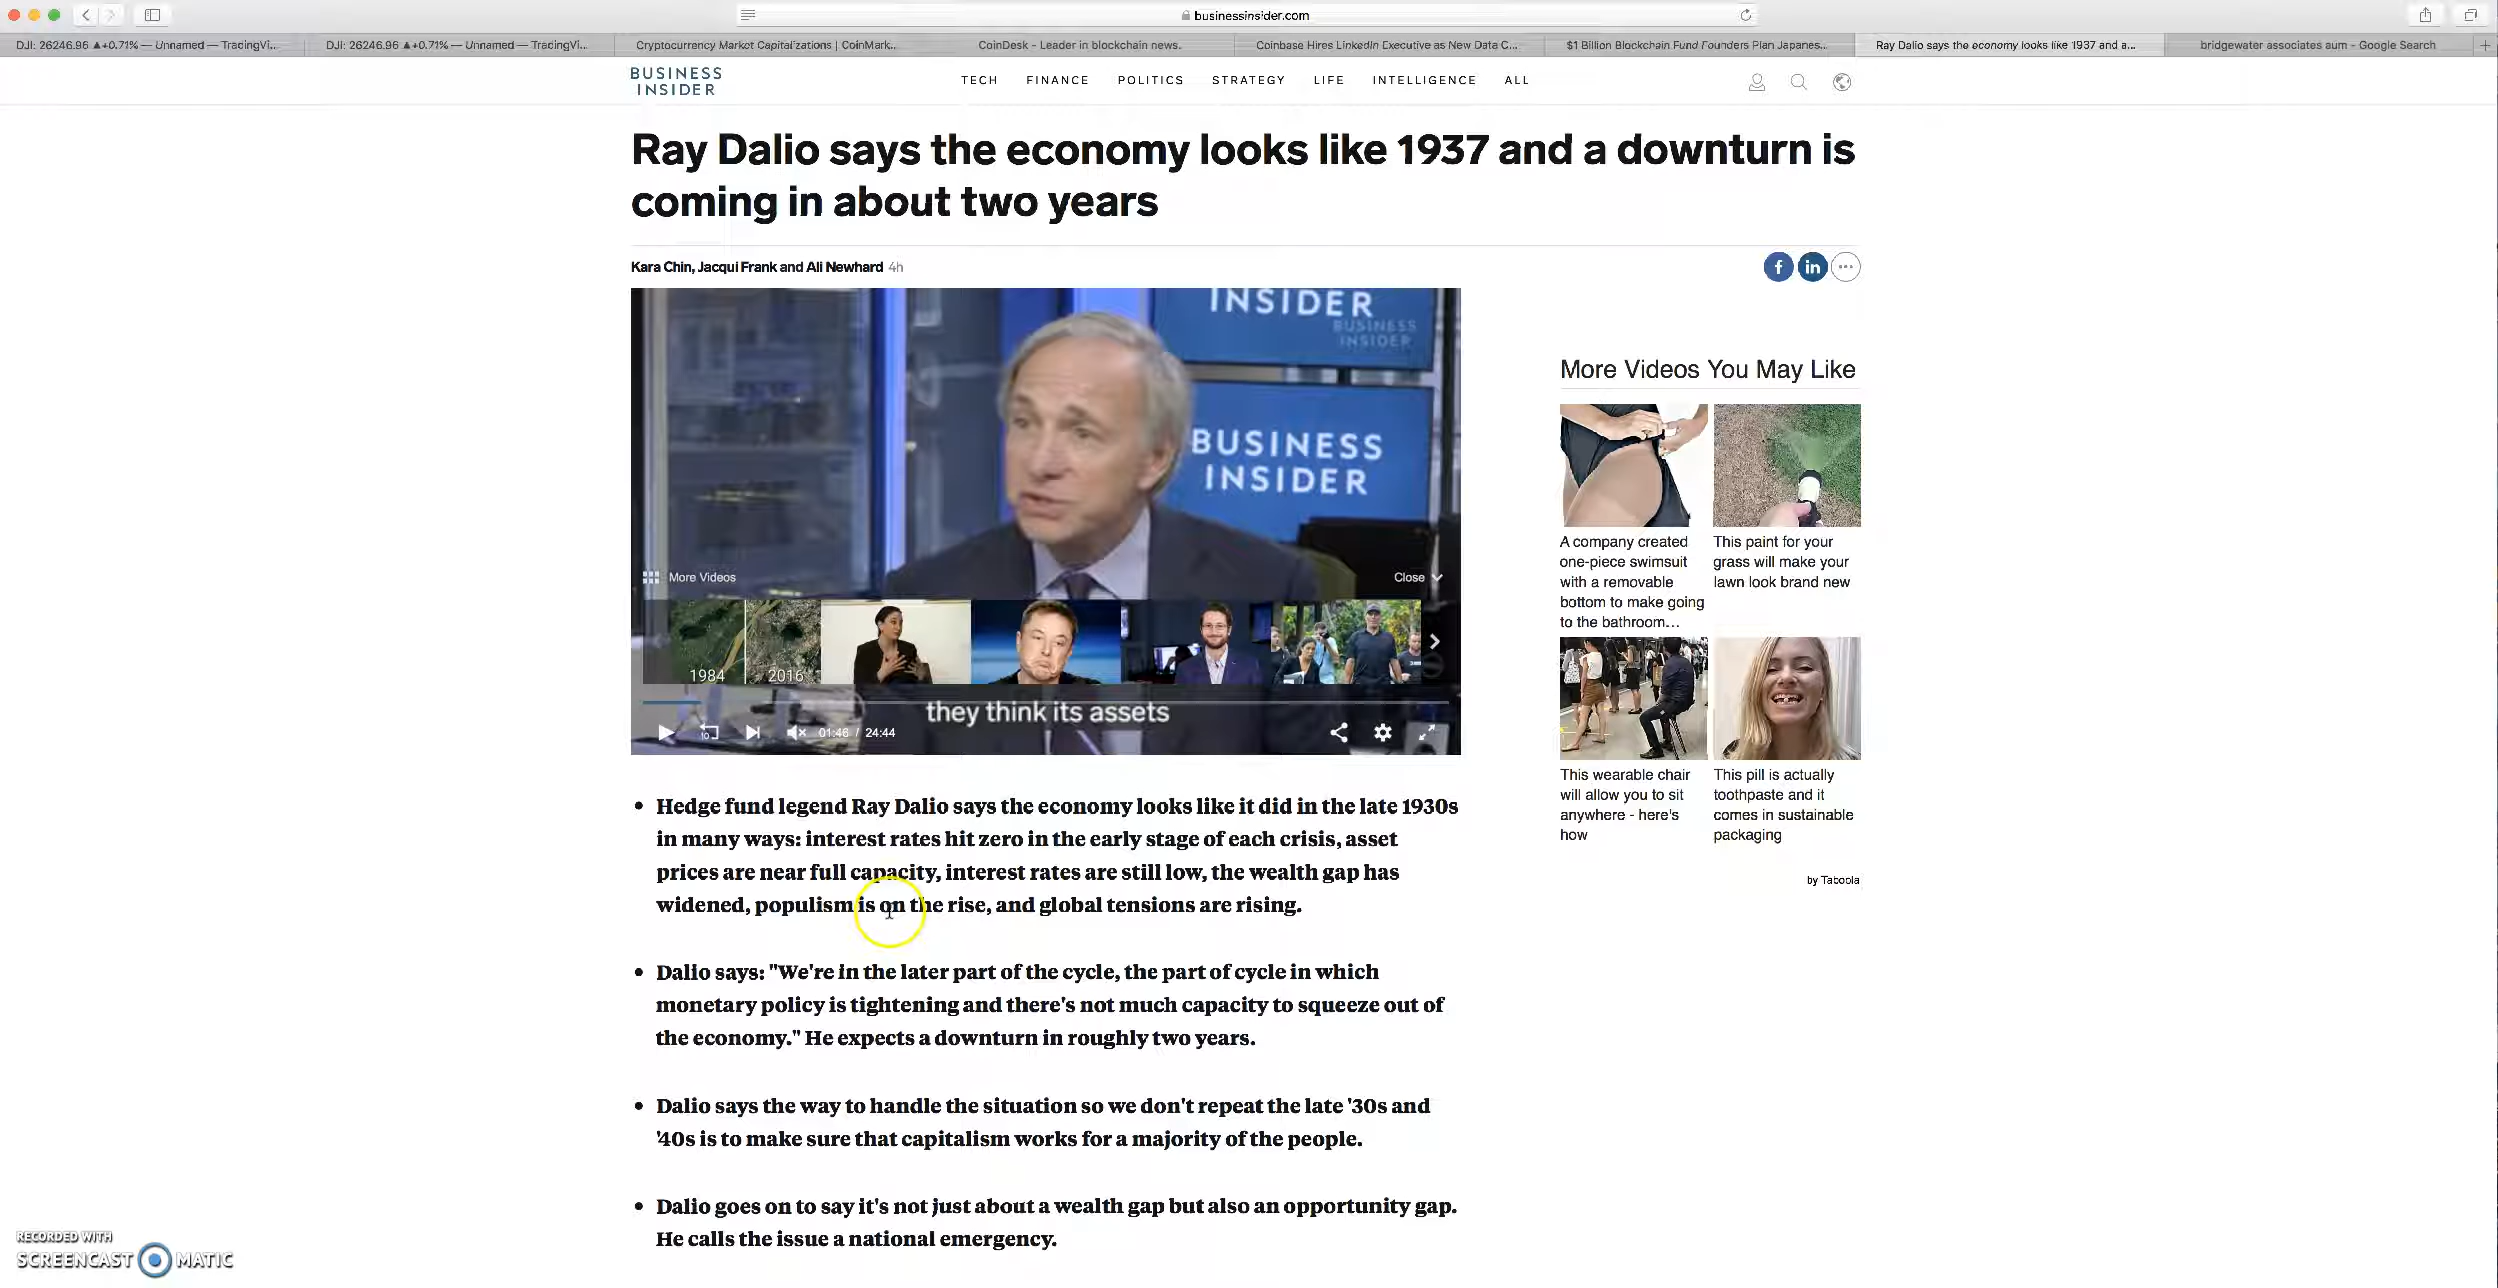 businessinsider.com
DJI: 26246.96 ▲+0.71% — Unnamed — TradingVi...
DJI: 26246.96 ▲+0.71% — Unnamed — TradingVi...
Cryptocurrency Market Capitalizations | CoinMark...
CoinDesk - Leader in blockchain news.
Coinbase Hires LinkedIn Executive as New Data C...
$1 Billion Blockchain Fund Founders Plan Japanes...
Ray Dalio says the economy looks like 1937 and a...
bridgewater associates aum - Google Search
BUSINESS
INSIDER
TECH FINANCE POLITICS STRATEGY LIFE INTELLIGENCE ALL
Ray Dalio says the economy looks like 1937 and a downturn is
coming in about two years
Kara Chin, Jacqui Frank and Ali Newhard 4h
f in
INSIDER
BUSINESS
INSIDER
BUSINESS
INSIDER
More Videos
Close
1984 2016
they think its assets
10
01:46 / 24:44
More Videos You May Like
A company created
one-piece swimsuit
with a removable
bottom to make going
to the bathroom...
This paint for your
grass will make your
lawn look brand new
This wearable chair
will allow you to sit
anywhere - here's
how
This pill is actually
toothpaste and it
comes in sustainable
packaging
by Taboola
• Hedge fund legend Ray Dalio says the economy looks like it did in the late 1930s
in many ways: interest rates hit zero in the early stage of each crisis, asset
prices are near full capacity, interest rates are still low, the wealth gap has
widened, populism is on the rise, and global tensions are rising.
• Dalio says: "We're in the later part of the cycle, the part of cycle in which
monetary policy is tightening and there's not much capacity to squeeze out of
the economy." He expects a downturn in roughly two years.
• Dalio says the way to handle the situation so we don't repeat the late '30s and
'40s is to make sure that capitalism works for a majority of the people.
• Dalio goes on to say it's not just about a wealth gap but also an opportunity gap.
He calls the issue a national emergency.
RECORDED WITH
SCREENCAST MATIC